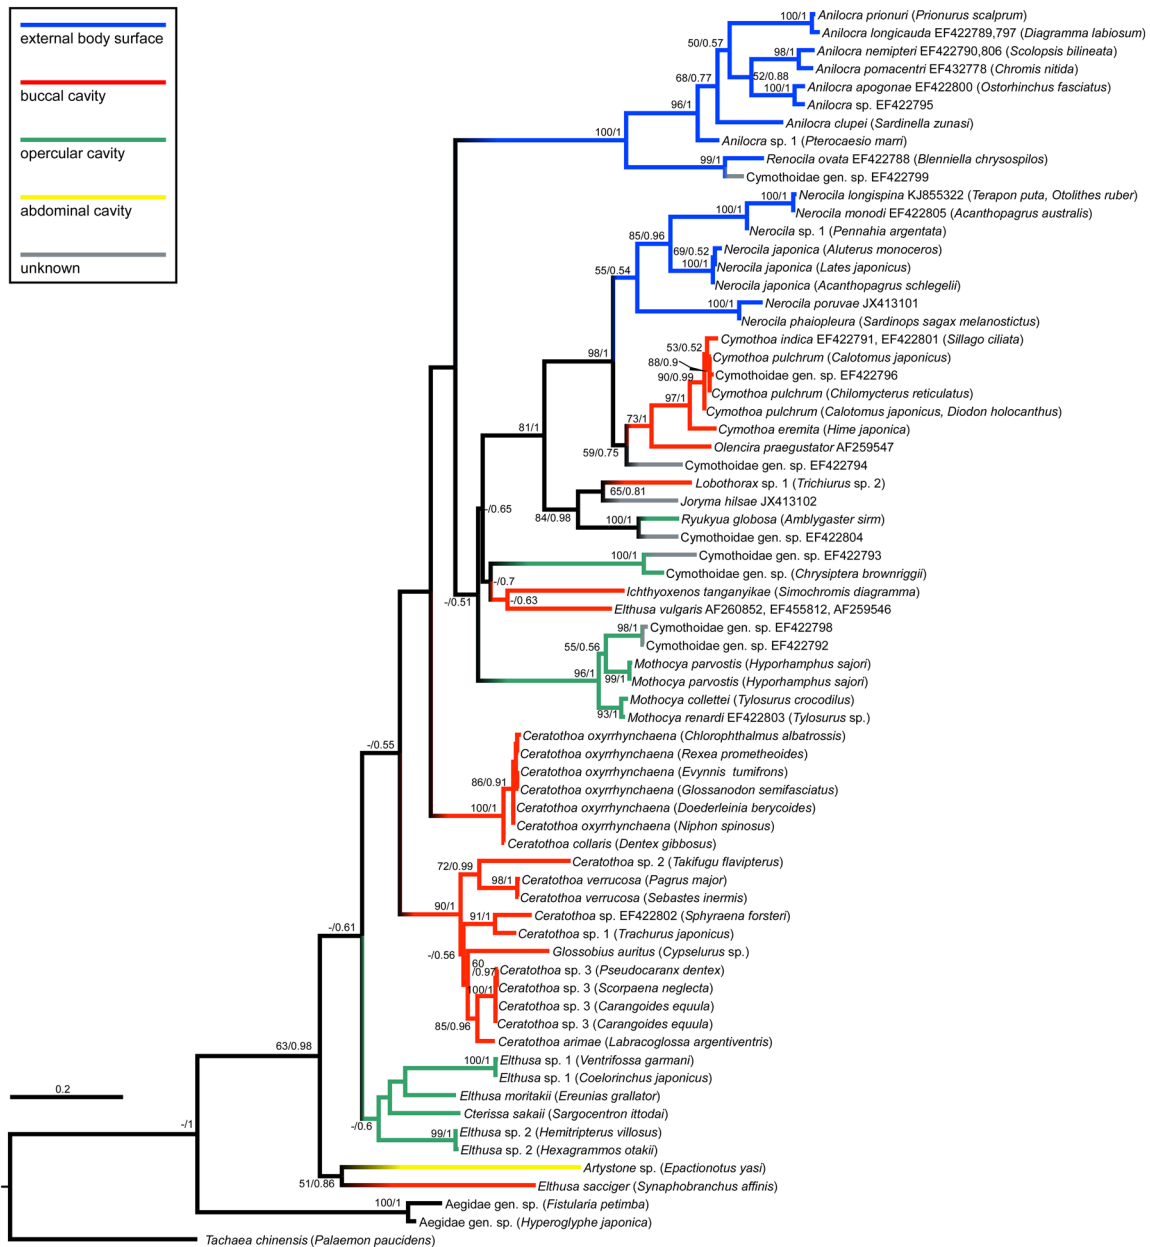 external body surface
buccal cavity
opercular cavity
abdominal cavity
unknown
100/1
Anilocra prionuri (Prionurus scalprum)
Anilocra longicauda EF422789,797 (Diagramma labiosum)
50/0.57
98/1
Anilocra nemipteri EF422790,806 (Scolopsis bilineata)
Anilocra pomacentri EF432778 (Chromis nitida)
68/0.77
52/0.88
100/1
Anilocra apogonae EF422800 (Ostorhinchus fasciatus)
Anilocra sp. EF422795
96/1
Anilocra clupei (Sardinella zunasi)
100/1
Anilocra sp. 1 (Pterocaesio marri)
99/1
Renocila ovata EF422788 (Blenniella chrysospilos)
Cymothoidae gen. sp. EF422799
100/1
Nerocila longispina KJ855322 (Terapon puta, Otolithes ruber)
100/1
Nerocila monodi EF422805 (Acanthopagrus australis)
Nerocila sp. 1 (Pennahia argentata)
85/0.96
69/0.52
Nerocila japonica (Aluterus monoceros)
100/1
Nerocila japonica (Lates japonicus)
55/0.54
Nerocila japonica (Acanthopagrus schlegelii)
100/1
Nerocila poruvae JX413101
Nerocila phaiopleura (Sardinops sagax melanostictus)
Cymothoa indica EF422791, EF422801 (Sillago ciliata)
53/0.52
98/1
Cymothoa pulchrum (Calotomus japonicus)
88/0.9
Cymothoidae gen. sp. EF422796
90/0.99
Cymothoa pulchrum (Chilomycterus reticulatus)
97/1
Cymothoa pulchrum (Calotomus japonicus, Diodon holocanthus)
73/1
Cymothoa eremita (Hime japonica)
81/1
Olencira praegustator AF259547
59/0.75
Cymothoidae gen. sp. EF422794
Lobothorax sp. 1 (Trichiurus sp. 2)
65/0.81
Joryma hilsae JX413102
-/0.65
84/0.98
100/1
Ryukyua globosa (Amblygaster sirm)
Cymothoidae gen. sp. EF422804
100/1
Cymothoidae gen. sp. EF422793
Cymothoidae gen. sp. (Chrysiptera brownriggii)
-/0.7
Ichthyoxenos tanganyikae (Simochromis diagramma)
-/0.51
-/0.63
Elthusa vulgaris AF260852, EF455812, AF259546
98/1
Cymothoidae gen. sp. EF422798
55/0.56
Cymothoidae gen. sp. EF422792
Mothocya parvostis (Hyporhamphus sajori)
96/1
99/1
Mothocya parvostis (Hyporhamphus sajori)
Mothocya collettei (Tylosurus crocodilus)
93/1
Mothocya renardi EF422803 (Tylosurus sp.)
Ceratothoa oxyrrhynchaena (Chlorophthalmus albatrossis)
-/0.55
Ceratothoa oxyrrhynchaena (Rexea prometheoides)
Ceratothoa oxyrrhynchaena (Evynnis tumifrons)
86/0.91
Ceratothoa oxyrrhynchaena (Glossanodon semifasciatus)
100/1
Ceratothoa oxyrrhynchaena (Doederleinia berycoides)
Ceratothoa oxyrrhynchaena (Niphon spinosus)
Ceratothoa collaris (Dentex gibbosus)
72/0.99
Ceratothoa sp. 2 (Takifugu flavipterus)
98/1
Ceratothoa verrucosa (Pagrus major)
Ceratothoa verrucosa (Sebastes inermis)
90/1
91/1
Ceratothoa sp. EF422802 (Sphyraena forsteri)
-/0.61
Ceratothoa sp. 1 (Trachurus japonicus)
-/0.56
Glossobius auritus (Cypselurus sp.)
60
/0.97
Ceratothoa sp. 3 (Pseudocaranx dentex)
100/1
Ceratothoa sp. 3 (Scorpaena neglecta)
Ceratothoa sp. 3 (Carangoides equula)
85/0.96
Ceratothoa sp. 3 (Carangoides equula)
63/0.98
Ceratothoa arimae (Labracoglossa argentiventris)
100/1
Elthusa sp. 1 (Ventrifossa garmani)
Elthusa sp. 1 (Coelorinchus japonicus)
0.2
Elthusa moritakii (Ereunias grallator)
Cterissa sakaii (Sargocentron ittodai)
-/1
-/0.6
99/1
Elthusa sp. 2 (Hemitripterus villosus)
Elthusa sp. 2 (Hexagrammos otakii)
Artystone sp. (Epactionotus yasi)
51/0.86
Elthusa sacciger (Synaphobranchus affinis)
100/1
Aegidae gen. sp. (Fistularia petimba)
Aegidae gen. sp. (Hyperoglyphe japonica)
Tachaea chinensis (Palaemon paucidens)